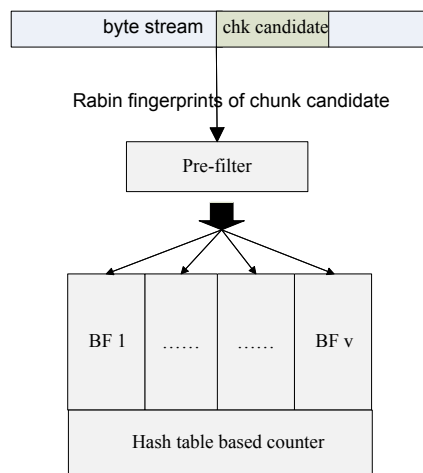 byte stream chk candidate
Rabin fingerprints of chunk candidate
Pre-filter
BF 1 ...... ...... BF v
Hash table based counter